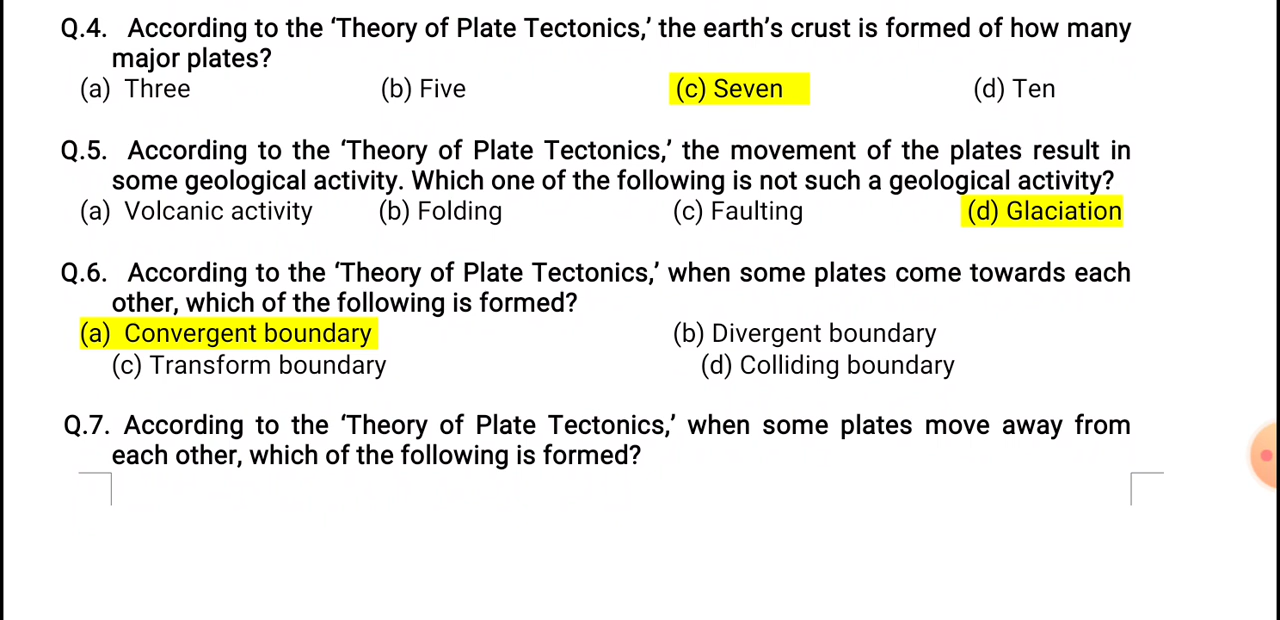 Q.4. According to the ‘Theory of Plate Tectonics,’ the earth’s crust is formed of how many
major plates?
(a) Three (b) Five (c) Seven (d) Ten
Q.5. According to the ‘Theory of Plate Tectonics,’ the movement of the plates result in
some geological activity. Which one of the following is not such a geological activity?
(a) Volcanic activity (b) Folding (c) Faulting (d) Glaciation
Q.6. According to the ‘Theory of Plate Tectonics,’ when some plates come towards each
other, which of the following is formed?
(a) Convergent boundary (b) Divergent boundary
(c) Transform boundary (d) Colliding boundary
Q.7. According to the ‘Theory of Plate Tectonics,’ when some plates move away from
each other, which of the following is formed?